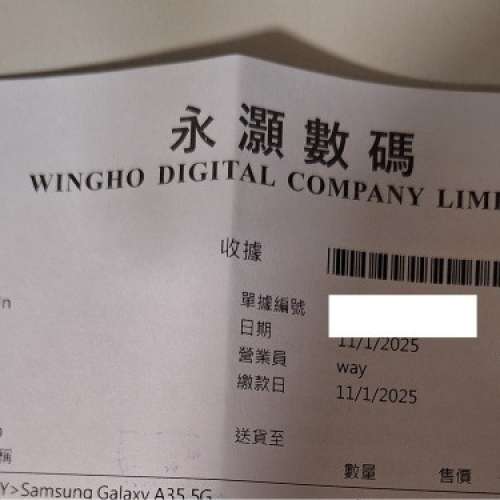 永灝數碼
WINGHO DIGITAL COMPANY LIM
收據
單據編號
日期 11/1/2025
營業員 way
繳款日 11/1/2025
送貨至
稱 數量 售價
Y>Samsung Galaxy A35 5G